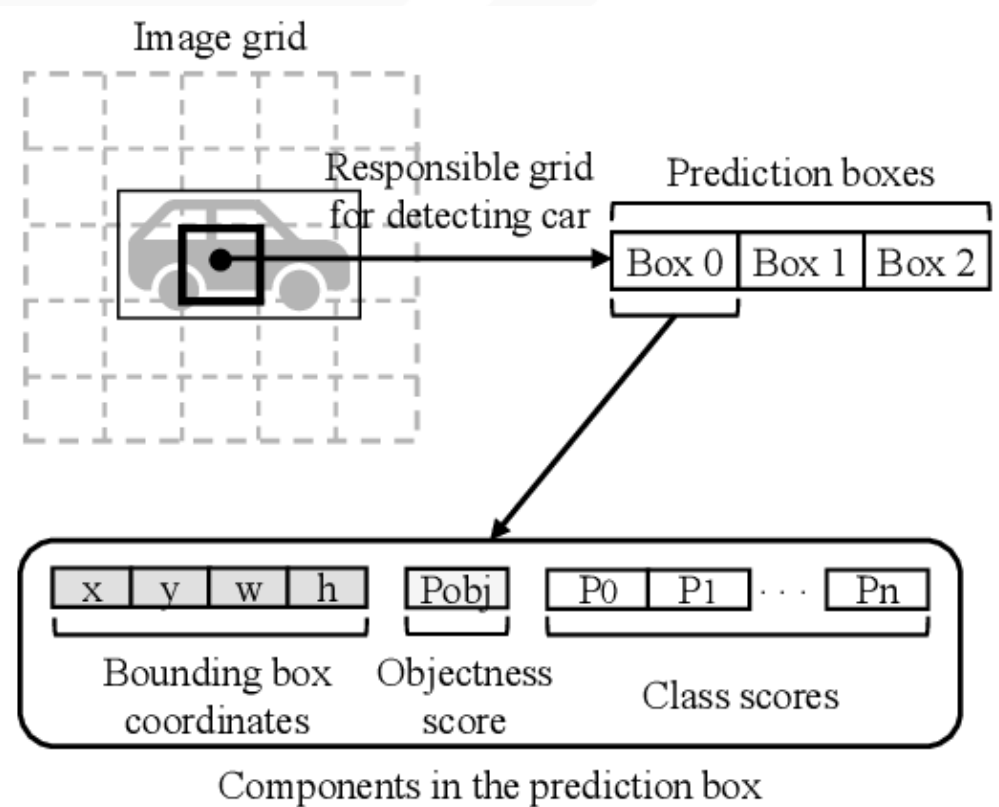 Image grid
Responsible grid
for detecting car
Prediction boxes
Box 0 Box 1 Box 2
x y w h Pobj P0 P1 . . . Pn
Bounding box
coordinates
Objectness
score
Class scores
Components in the prediction box